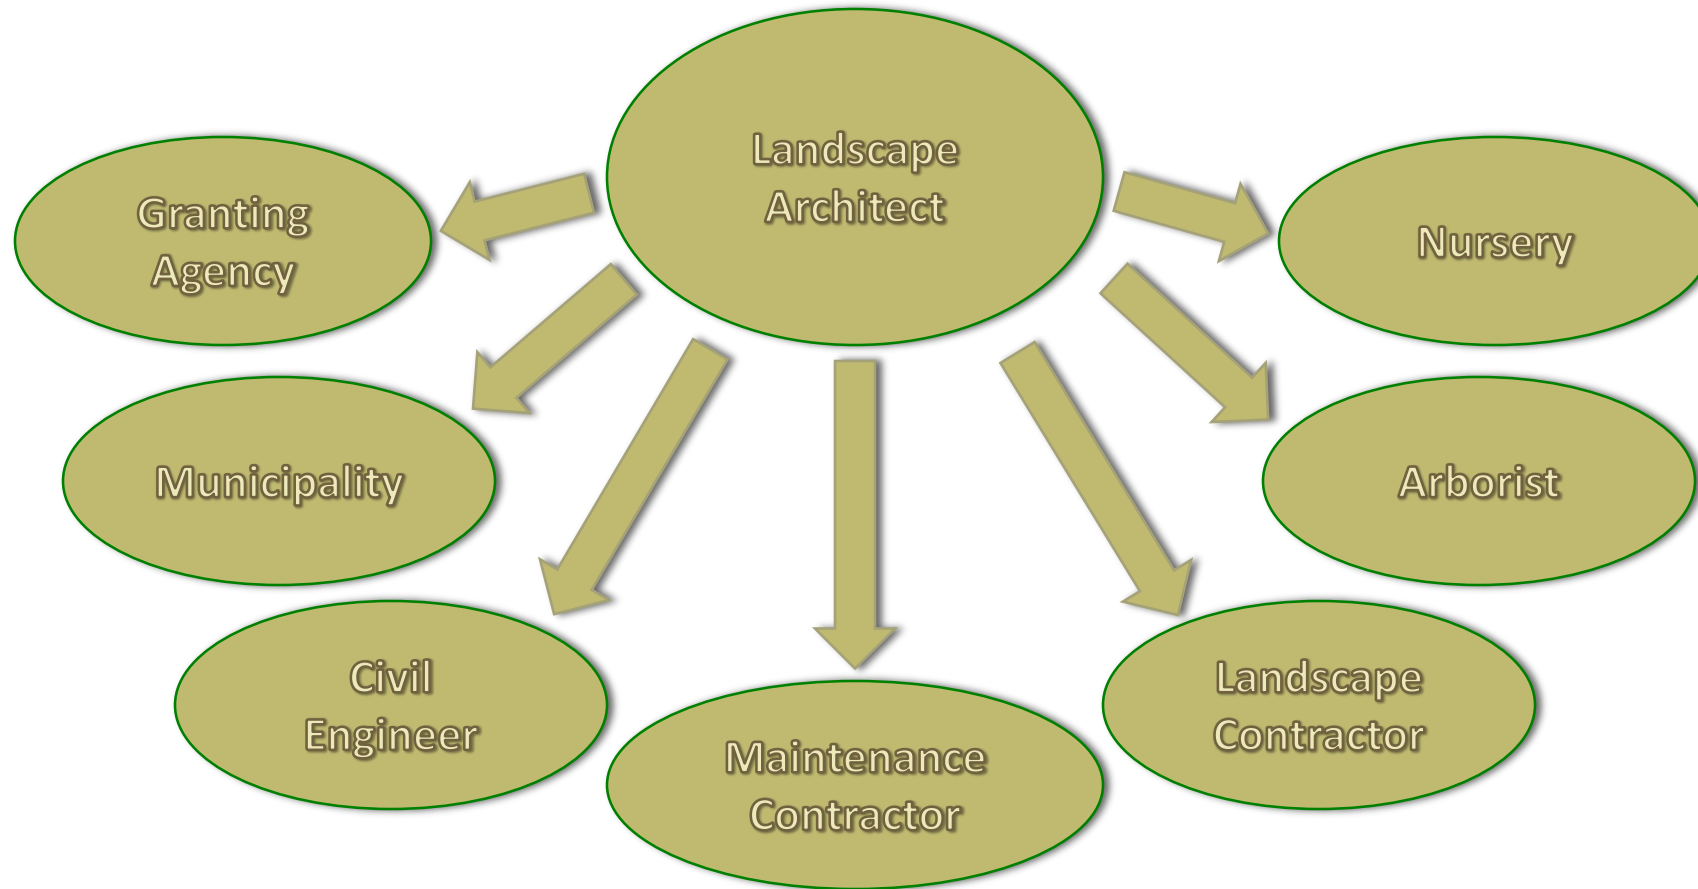 Landscape
Architect
Granting
Agency
Nursery
Municipality
Arborist
Civil
Engineer
Landscape
Contractor
Maintenance
Contractor